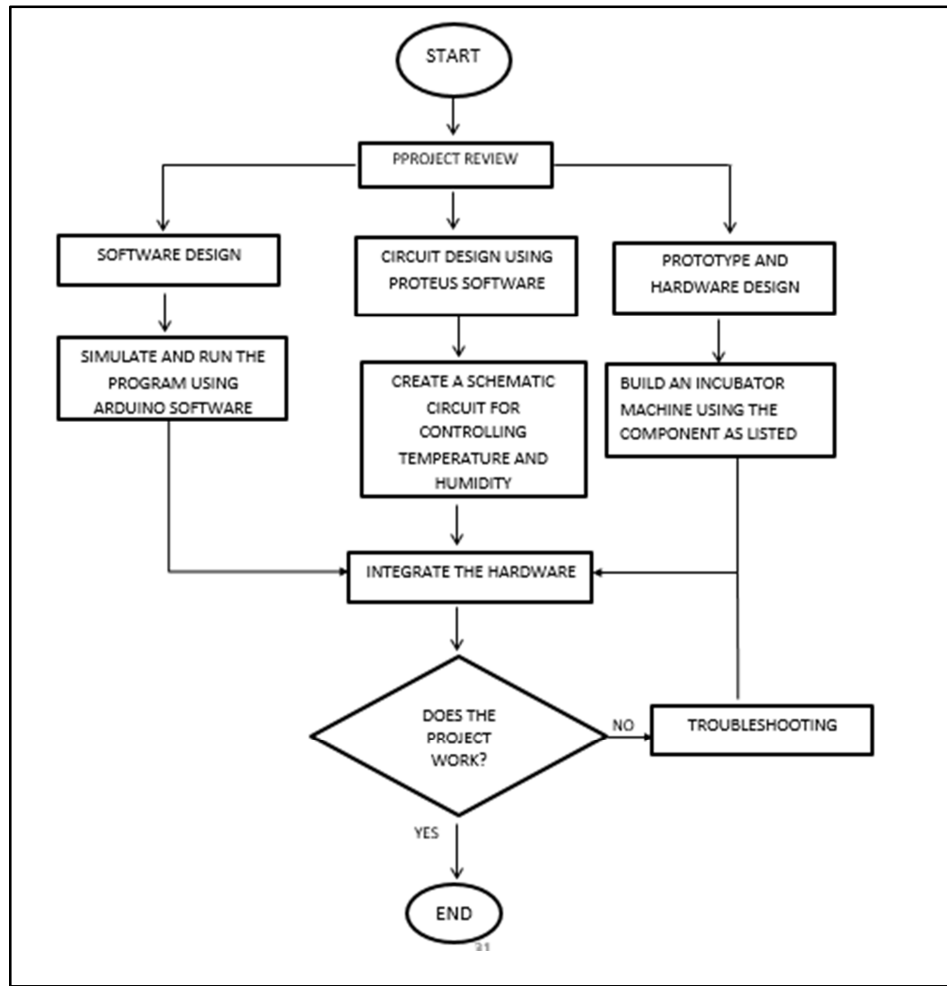 START
PPROJECT REVIEW
SOFTWARE DESIGN
CIRCUIT DESIGN USING
PROTEUS SOFTWARE
PROTOTYPE AND
HARDWARE DESIGN
SIMULATE AND RUN THE
PROGRAM USING
ARDUINO SOFTWARE
CREATE A SCHEMATIC
CIRCUIT FOR
CONTROLLING
TEMPERATURE AND
HUMIDITY
BUILD AN INCUBATOR
MACHINE USING THE
COMPONENT AS LISTED
INTEGRATE THE HARDWARE
DOES THE
PROJECT
WORK?
NO
TROUBLESHOOTING
YES
END
31